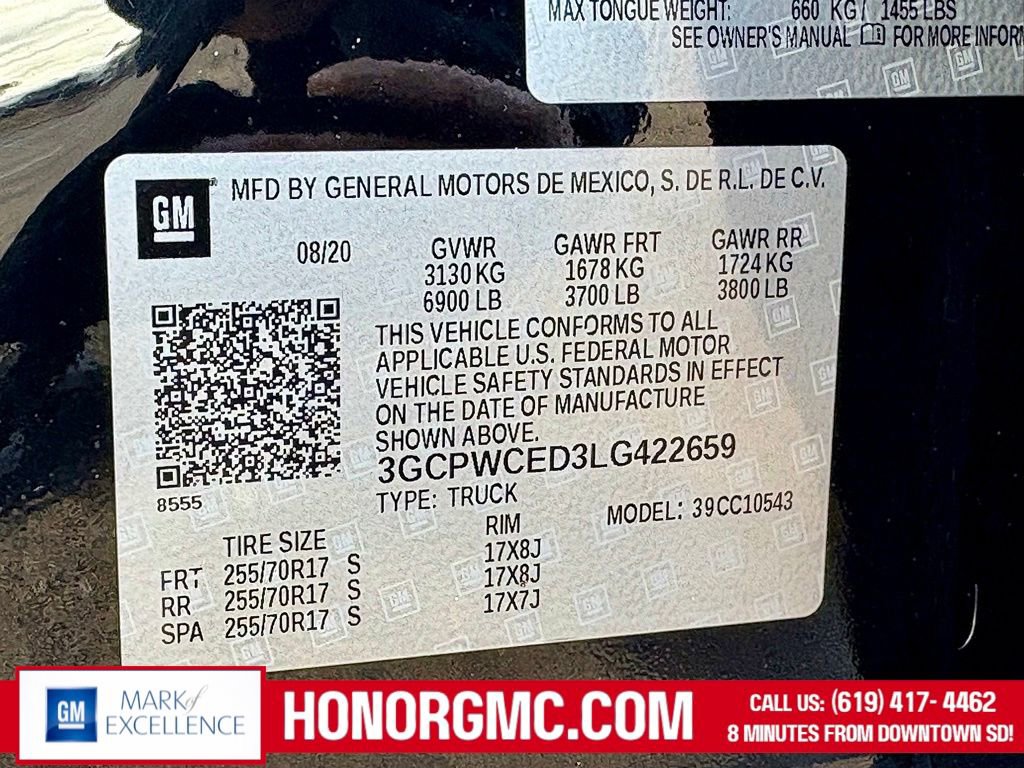 MAX TONGUE WEIGHT: 660 KG/ 1455 LBS
SEE OWNER'S MANUAL FOR MORE
GM
GM
GM
MFD BY GENERAL MOTORS DE MEXICO, S. DE R.L. DE C.V.
08/20
GVWR GAWR FRT GAWR RR
3130 KG 1678 KG 1724 KG
6900 LB 3700 LB 3800 LB
THIS VEHICLE CONFORMS TO ALL
APPLICABLE U.S. FEDERAL MOTOR
VEHICLE SAFETY STANDARDS IN EFFECT
ON THE DATE OF MANUFACTURE
SHOWN ABOVE.
3GCPWCED3LG422659
8555
TYPE: TRUCK MODEL: 39CC10543
TIRE SIZE RIM
FRT 255/70R17 S 17X8J
RR 255/70R17 S 17X8J
SPA 255/70R17 S 17X7J
GM
MARK of
EXCELLENCE
HONORGMC.COM
CALL US: (619) 417- 4462
8 MINUTES FROM DOWNTOWN SD!